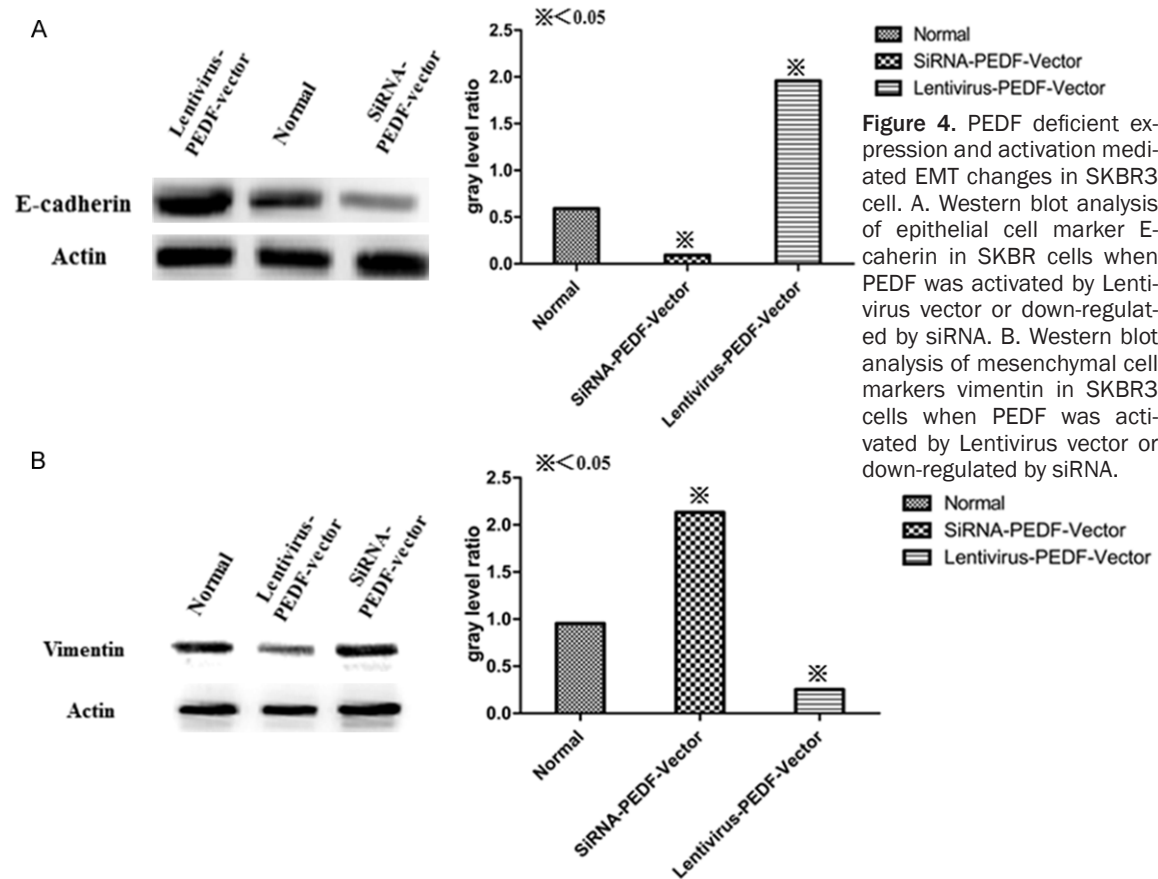 A
Lentivirus-
PEDF-vector
Normal
SiRNA-
PEDF-vector
E-cadherin
Actin
※<0.05
gray level ratio
2.5
2.0
1.5
1.0
0.5
0.0
※
※
Normal
SiRNA-PEDF-Vector
Lentivirus-PEDF-Vector
Normal
SiRNA-PEDF-Vector
Lentivirus-PEDF-Vector
Figure 4. PEDF deficient ex-
pression and activation medi-
ated EMT changes in SKBR3
cell. A. Western blot analysis
of epithelial cell marker E-
caherin in SKBR cells when
PEDF was activated by Lenti-
virus vector or down-regulat-
ed by siRNA. B. Western blot
analysis of mesenchymal cell
markers vimentin in SKBR3
cells when PEDF was acti-
vated by Lentivirus vector or
down-regulated by siRNA.
B
Normal
Lentivirus-
PEDF-vector
SiRNA-
PEDF-vector
Vimentin
Actin
※<0.05
gray level ratio
2.5
2.0
1.5
1.0
0.5
0.0
※
※
Normal
SiRNA-PEDF-Vector
Lentivirus-PEDF-Vector
Normal
SiRNA-PEDF-Vector
Lentivirus-PEDF-Vector